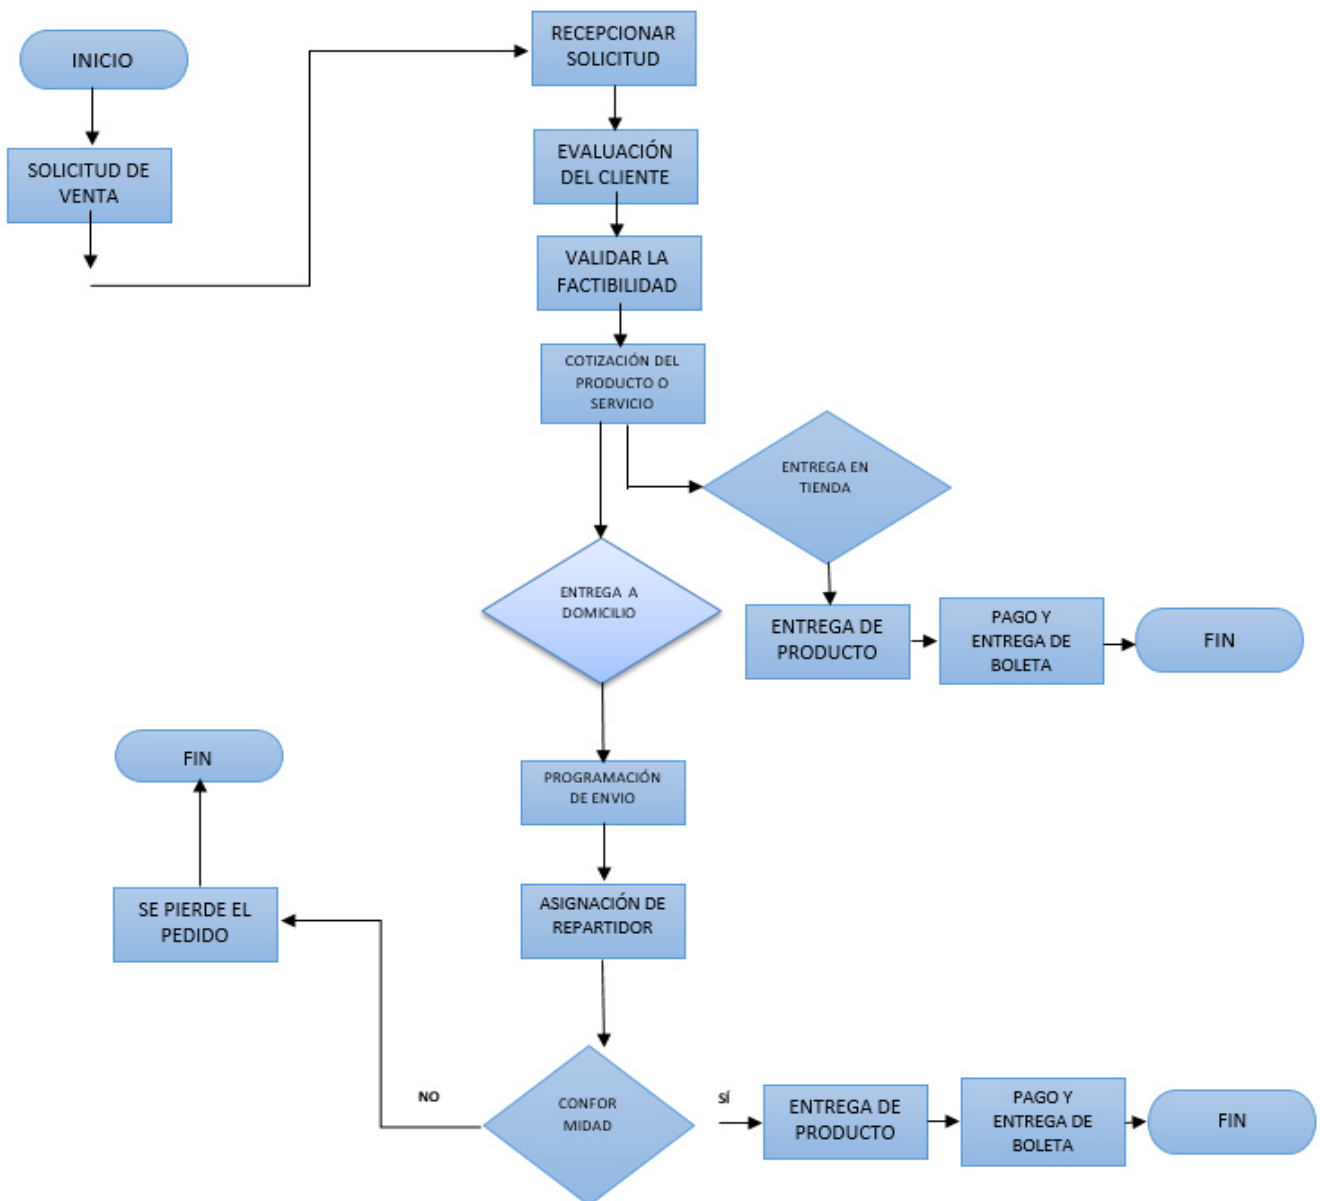 INICIO
SOLICITUD DE
VENTA
RECEPCIONAR
SOLICITUD
EVALUACIÓN
DEL CLIENTE
VALIDAR LA
FACTIBILIDAD
COTIZACIÓN DEL
PRODUCTO O
SERVICIO
ENTREGA EN
TIENDA
ENTREGA DE
PRODUCTO
PAGO Y
ENTREGA DE
BOLETA
FIN
ENTREGA A
DOMICILIO
PROGRAMACIÓN
DE ENVIO
ASIGNACIÓN DE
REPARTIDOR
CONFOR
MIDAD
NO
SE PIERDE EL
PEDIDO
FIN
SÍ
ENTREGA DE
PRODUCTO
PAGO Y
ENTREGA DE
BOLETA
FIN